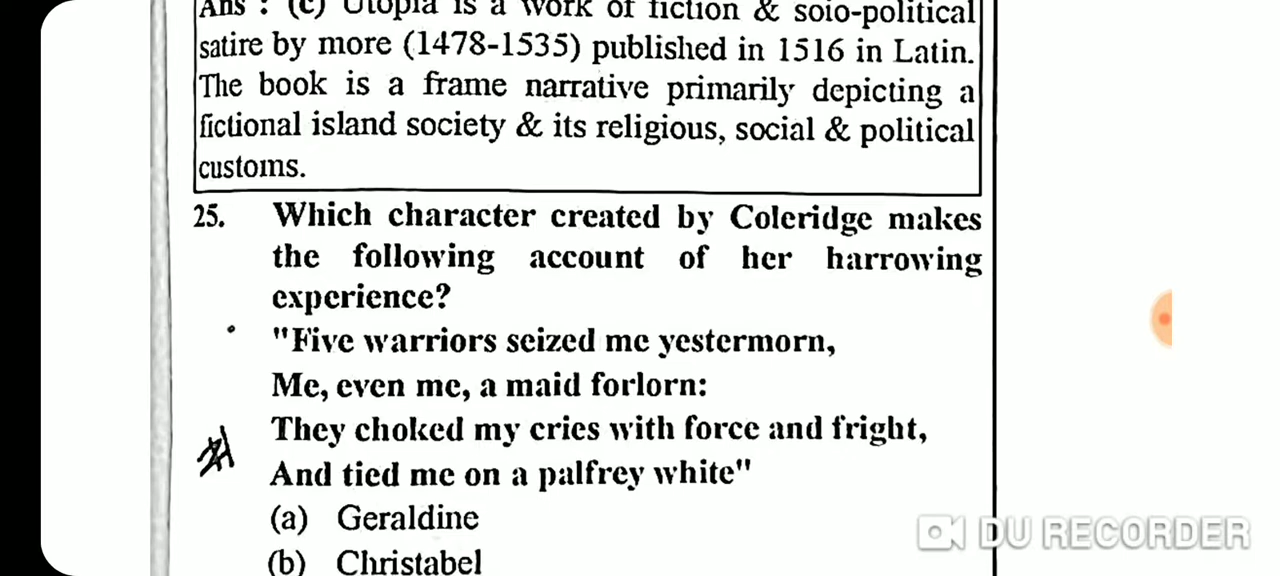 Ans : (c) Utopia is a work of fiction & soio-political
satire by more (1478-1535) published in 1516 in Latin.
The book is a frame narrative primarily depicting a
fictional island society & its religious, social & political
customs.
25. Which character created by Coleridge makes
the following account of her harrowing
experience?
"Five warriors seized me yestermorn,
Me, even me, a maid forlorn:
They choked my cries with force and fright,
And tied me on a palfrey white"
(a) Geraldine
(b) Christabel
DU RECORDER